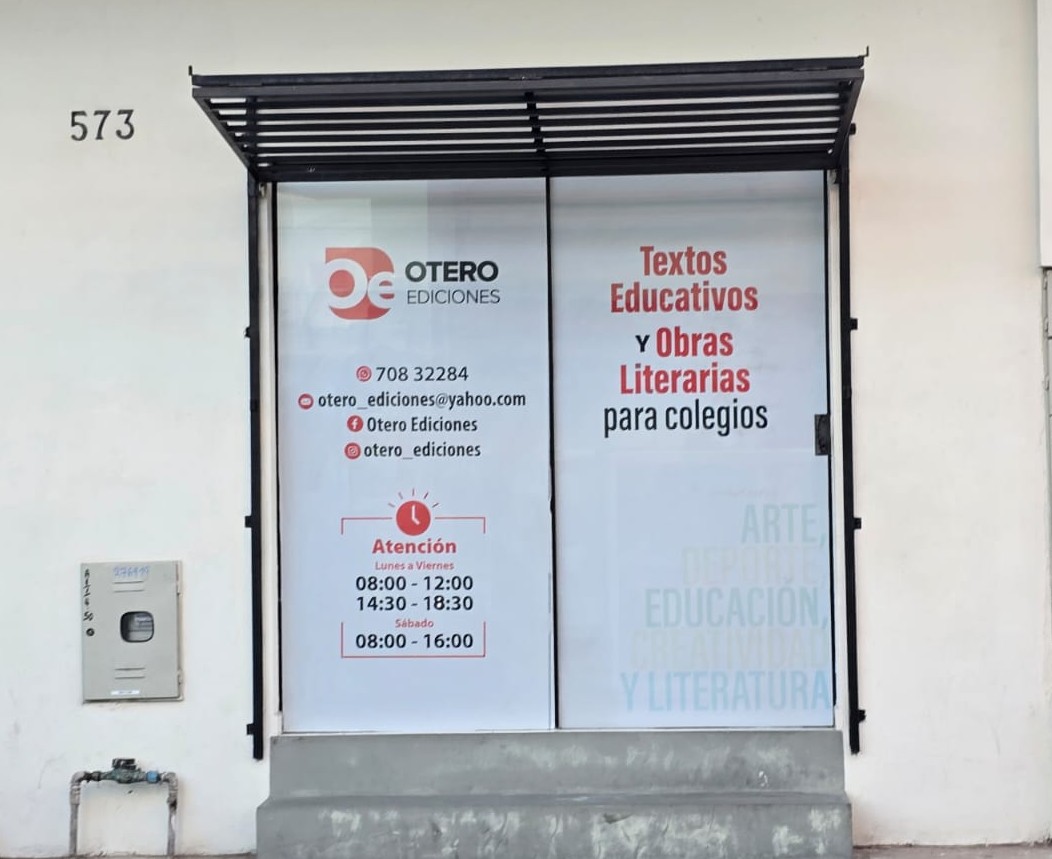 573
Oe OTERO
EDICIONES
708 32284
otero_ediciones@yahoo.com
Otero Ediciones
otero_ediciones
Atención
Lunes a Viernes
08:00 - 12:00
14:30 - 18:30
Sábado
08:00 - 16:00
Textos
Educativos
Y Obras
Literarias
para colegios
ARTE,
DEPORTE,
EDUCACIÓN,
CREATIVIDAD
Y LITERATURA